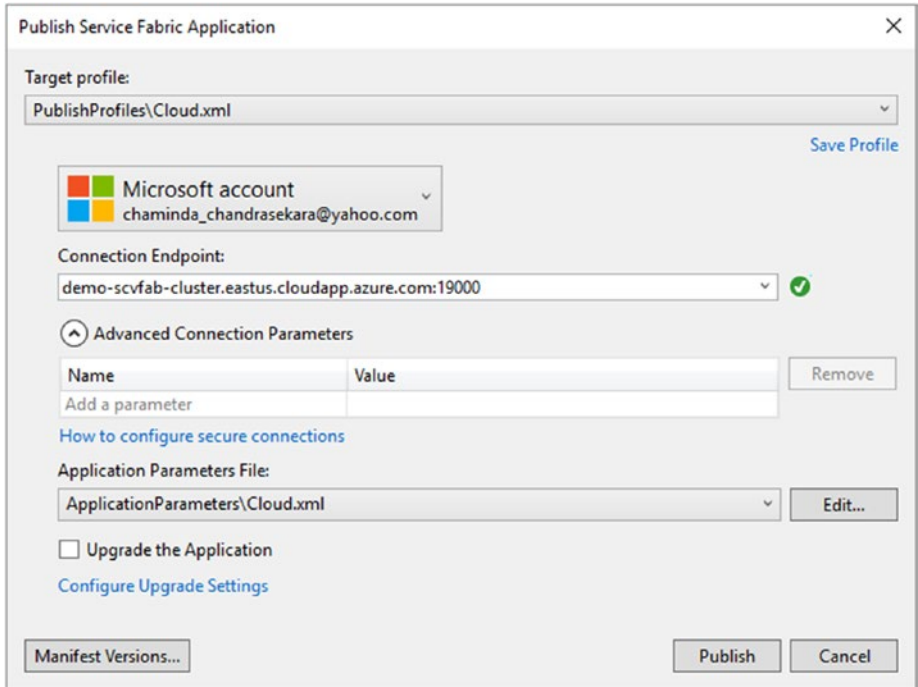 Publish Service Fabric Application
Target profile:
PublishProfiles\Cloud.xml
Save Profile
Microsoft account
chaminda_chandrasekara@yahoo.com
Connection Endpoint:
demo-scvfab-cluster.eastus.cloudapp.azure.com:19000
Advanced Connection Parameters
Name Value
Remove
Add a parameter
How to configure secure connections
Application Parameters File:
ApplicationParameters\Cloud.xml
Edit...
Upgrade the Application
Configure Upgrade Settings
Manifest Versions...
Publish
Cancel